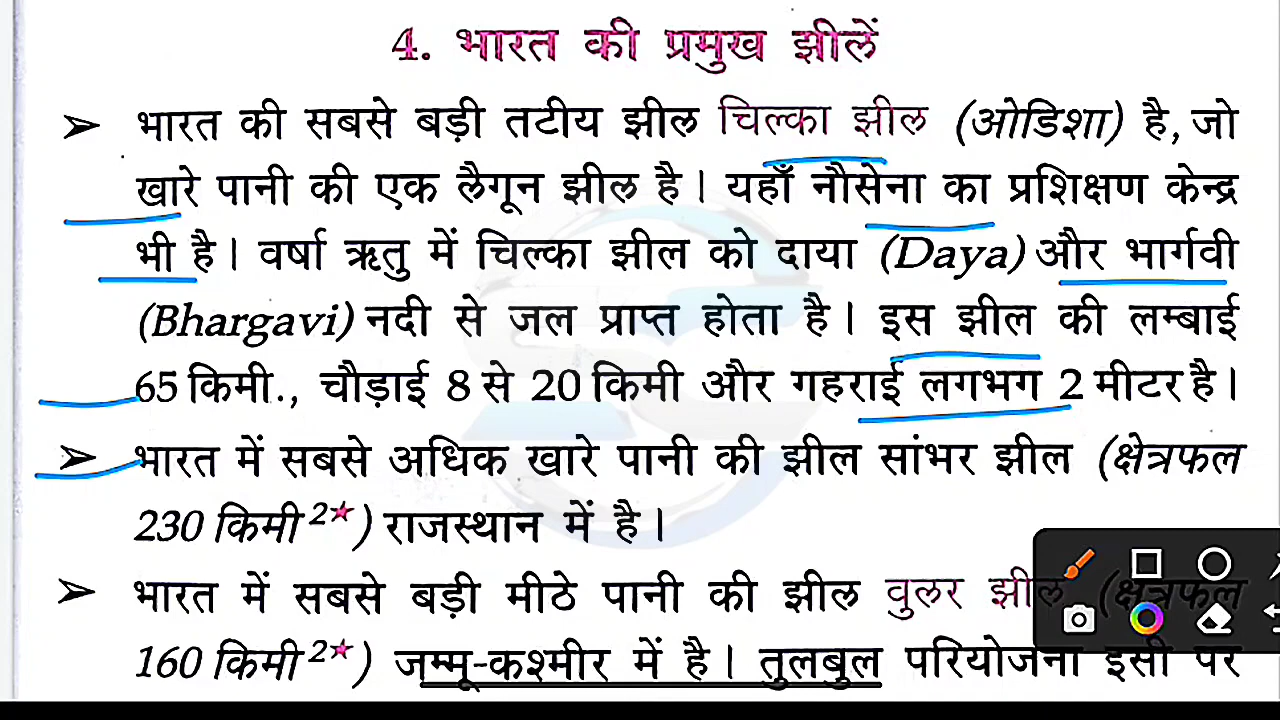 4. भारत की प्रमुख झीलें
➢ भारत की सबसे बड़ी तटीय झील चिल्का झील (ओडिशा) है, जो
खारे पानी की एक लैगून झील है। यहाँ नौसेना का प्रशिक्षण केन्द्र
भी है। वर्षा ऋतु में चिल्का झील को दाया (Daya) और भार्गवी
(Bhargavi) नदी से जल प्राप्त होता है। इस झील की लम्बाई
65 किमी., चौड़ाई 8 से 20 किमी और गहराई लगभग 2 मीटर है।
➢ भारत में सबसे अधिक खारे पानी की झील सांभर झील (क्षेत्रफल
230 किमी²*) राजस्थान में है।
➢ भारत में सबसे बड़ी मीठे पानी की झील वुलर झील (क्षेत्रफल
160 किमी²*) जम्मू-कश्मीर में है। तुलबुल परियोजना इसी पर